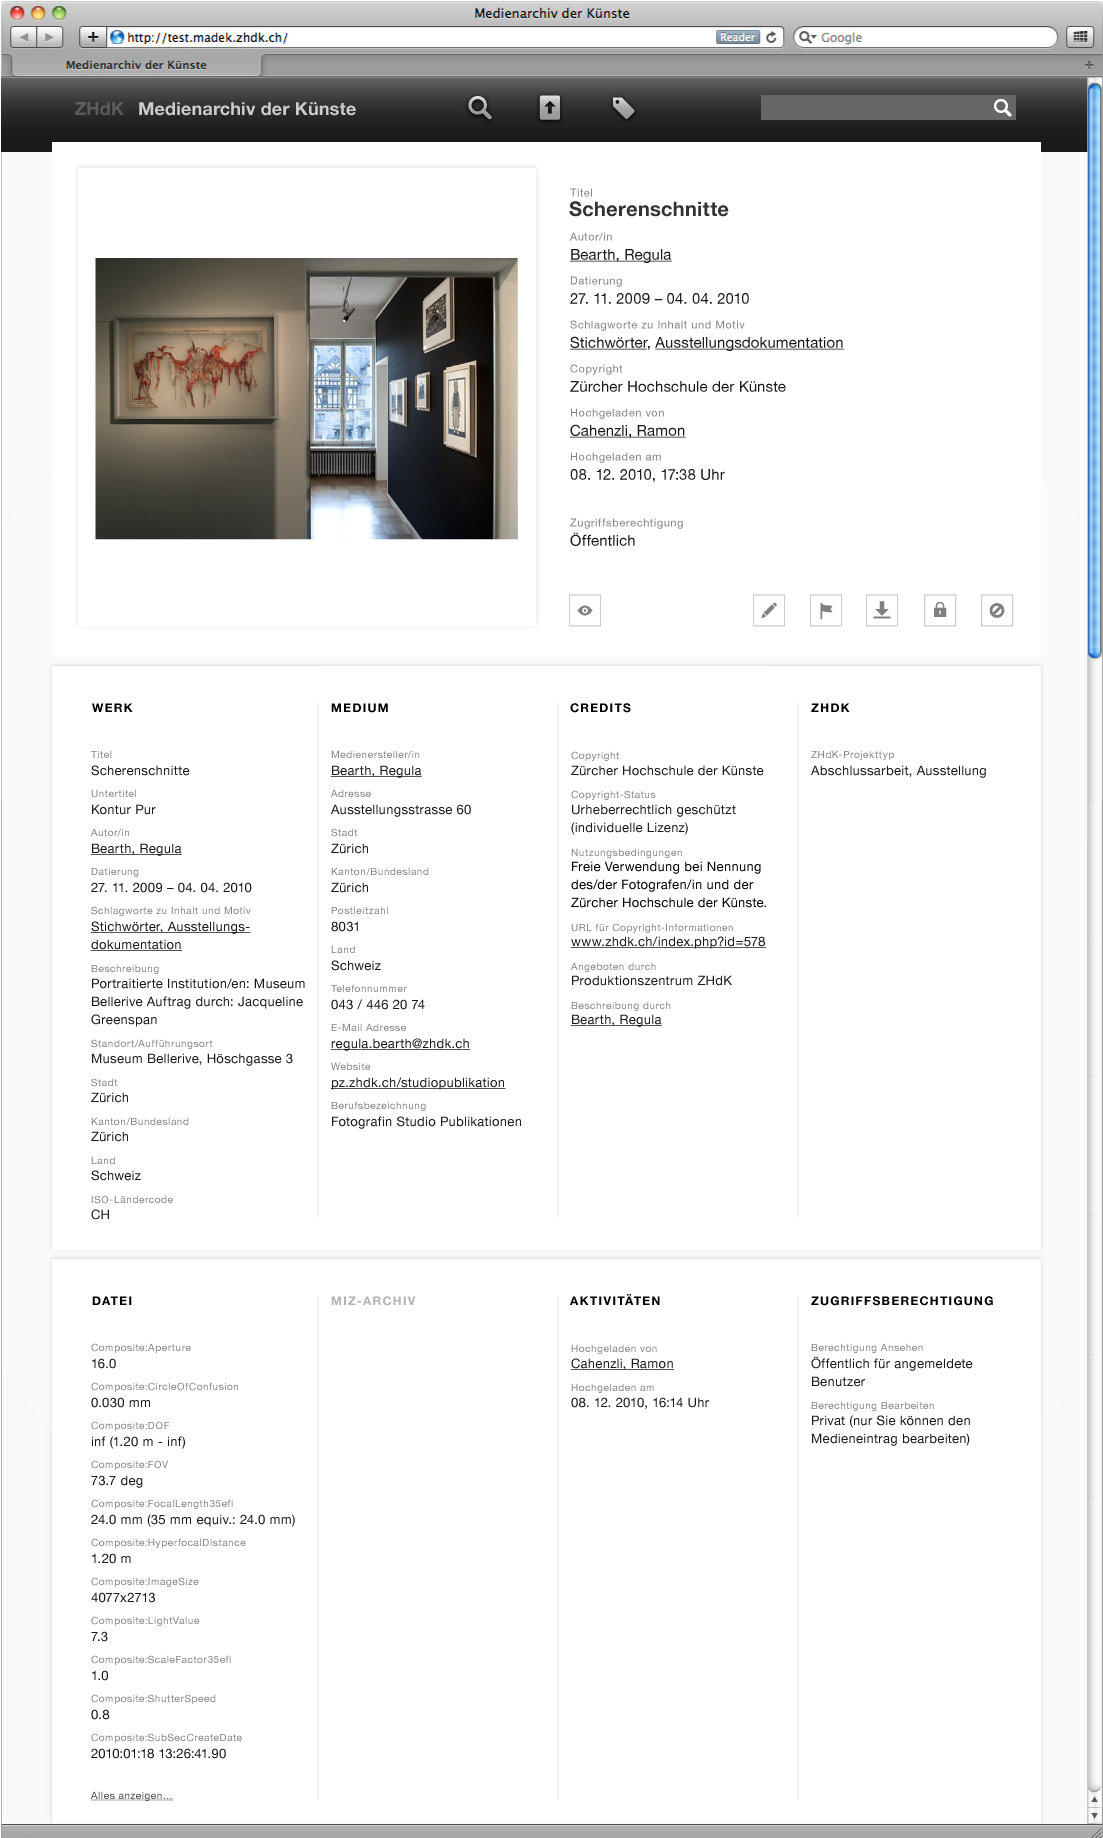 Medienarchiv der Künste
http://test.madek.zhdk.ch/
Reader
Google
Medienarchiv der Künste
ZHdK Medienarchiv der Künste
Titel
Scherenschnitte
Autor/in
Bearth, Regula
Datierung
27. 11. 2009 – 04. 04. 2010
Schlagworte zu Inhalt und Motiv
Stichwörter, Ausstellungsdokumentation
Copyright
Zürcher Hochschule der Künste
Hochgeladen von
Cahenzli, Ramon
Hochgeladen am
08. 12. 2010, 17:38 Uhr
Zugriffsberechtigung
Öffentlich
WERK
Titel
Scherenschnitte
Untertitel
Kontur Pur
Autor/in
Bearth, Regula
Datierung
27. 11. 2009 – 04. 04. 2010
Schlagworte zu Inhalt und Motiv
Stichwörter, Ausstellungs-
dokumentation
Beschreibung
Portraitierte Institution/en: Museum
Bellerive Auftrag durch: Jacqueline
Greenspan
Standort/Aufführungsort
Museum Bellerive, Höschgasse 3
Stadt
Zürich
Kanton/Bundesland
Zürich
Land
Schweiz
ISO-Ländercode
CH
MEDIUM
Medienersteller/in
Bearth, Regula
Adresse
Ausstellungsstrasse 60
Stadt
Zürich
Kanton/Bundesland
Zürich
Postleitzahl
8031
Land
Schweiz
Telefonnummer
043 / 446 20 74
E-Mail Adresse
regula.bearth@zhdk.ch
Website
pz.zhdk.ch/studiopublikation
Berufsbezeichnung
Fotografin Studio Publikationen
CREDITS
Copyright
Zürcher Hochschule der Künste
Copyright-Status
Urheberrechtlich geschützt
(individuelle Lizenz)
Nutzungsbedingungen
Freie Verwendung bei Nennung
des/der Fotografen/in und der
Zürcher Hochschule der Künste.
URL für Copyright-Informationen
www.zhdk.ch/index.php?id=578
Angeboten durch
Produktionszentrum ZHdK
Beschreibung durch
Bearth, Regula
ZHDK
ZHdK-Projekttyp
Abschlussarbeit, Ausstellung
DATEI
Composite:Aperture
16.0
Composite:CircleOfConfusion
0.030 mm
Composite:DOF
inf (1.20 m - inf)
Composite:FOV
73.7 deg
Composite:FocalLength35efl
24.0 mm (35 mm equiv.: 24.0 mm)
Composite:HyperfocalDistance
1.20 m
Composite:ImageSize
4077x2713
Composite:LightValue
7.3
Composite:ScaleFactor35efl
1.0
Composite:ShutterSpeed
0.8
Composite:SubSecCreateDate
2010:01:18 13:26:41.90
Alles anzeigen...
MIZ-ARCHIV
AKTIVITÄTEN
Hochgeladen von
Cahenzli, Ramon
Hochgeladen am
08. 12. 2010, 16:14 Uhr
ZUGRIFFSBERECHTIGUNG
Berechtigung Ansehen
Öffentlich für angemeldete
Benutzer
Berechtigung Bearbeiten
Privat (nur Sie können den
Medieneintrag bearbeiten)